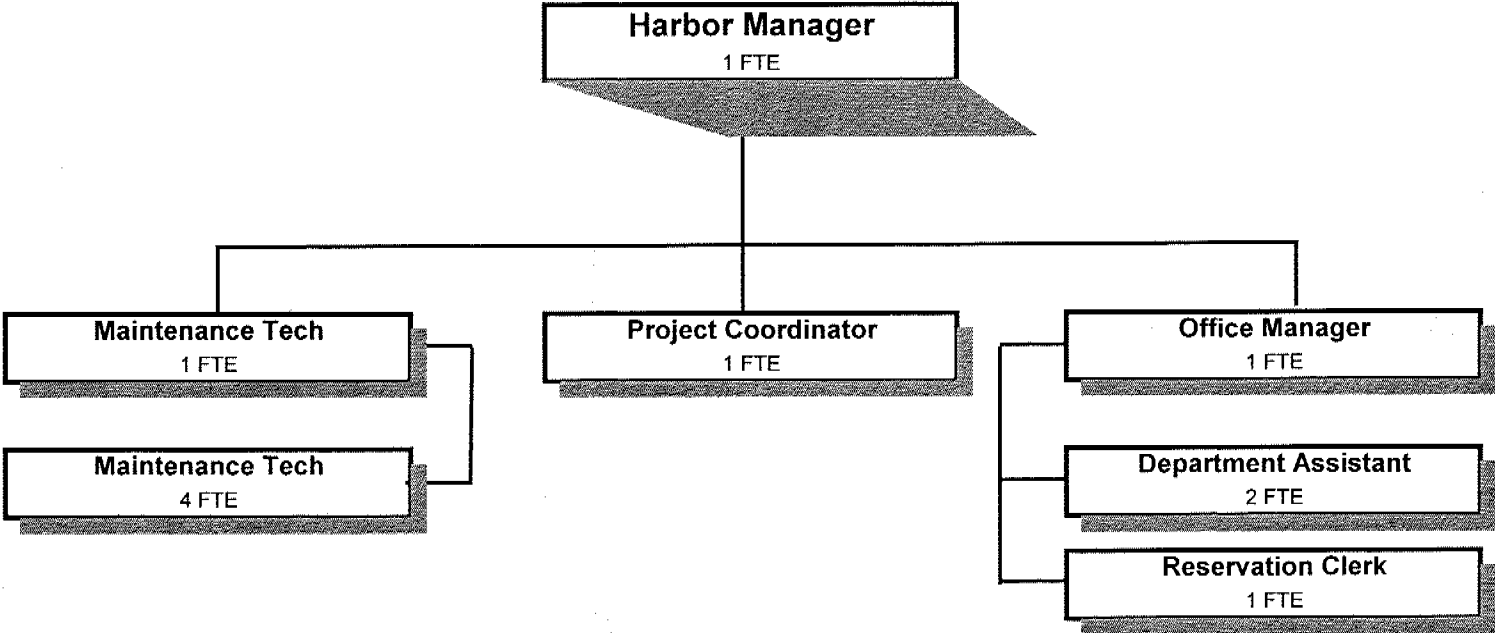 Harbor Manager
1 FTE
Maintenance Tech
1 FTE
Project Coordinator
1 FTE
Office Manager
1 FTE
Maintenance Tech
4 FTE
Department Assistant
2 FTE
Reservation Clerk
1 FTE